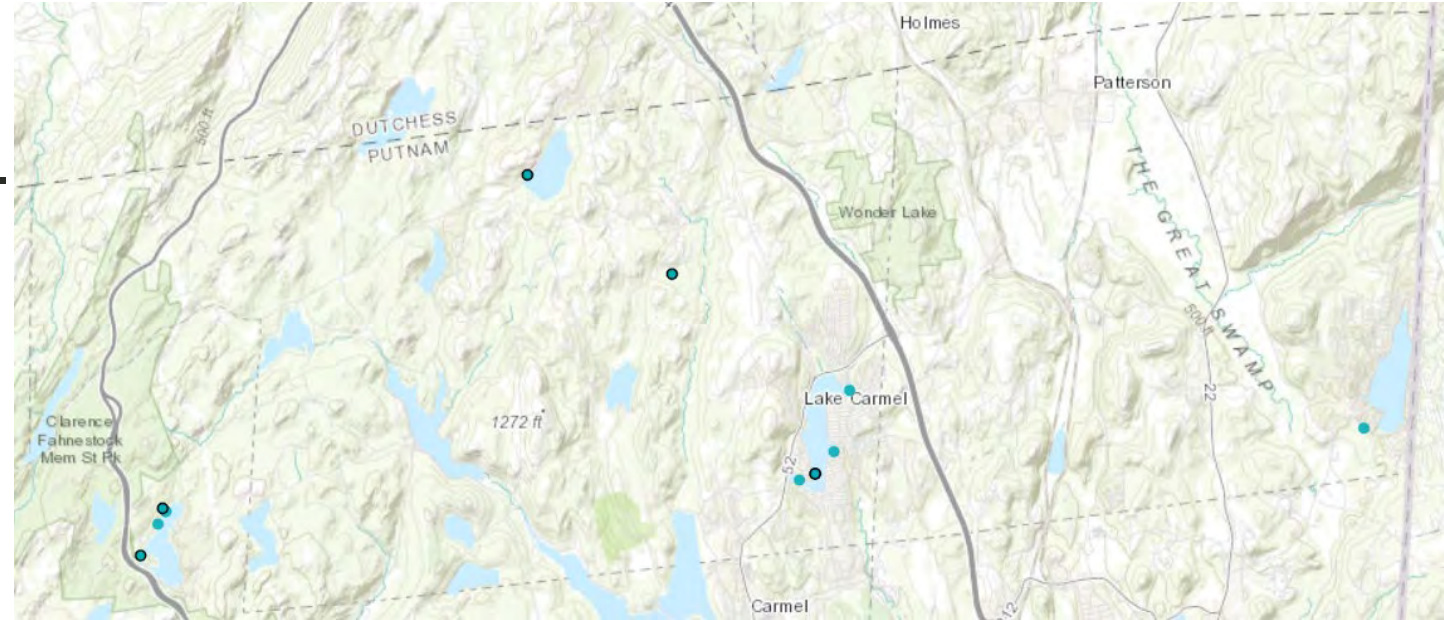 Holmes
Patterson
500 ft
DUTCHESS
PUTNAM
THE GREAT SWAMP
Wonder Lake
500 ft
22
Lake Carmel
1272 ft
Clarence
Fahnestock
Mem St Pk
52
Carmel
12